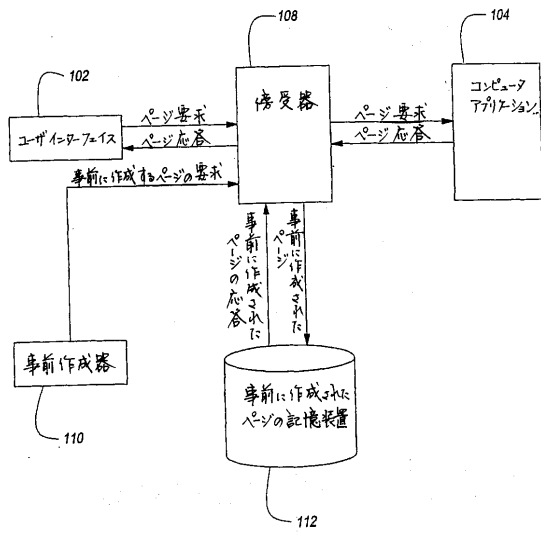 108
104
102
傍受器
コンピュータ
アプリケーション
ユーザインターフェイス
ページ要求
ページ応答
ページ要求
ページ応答
事前に作成するページの要求
事前に作成された
ページの応答
事前に作成された
ページ
事前作成器
110
事前に作成された
ページの記憶装置
112